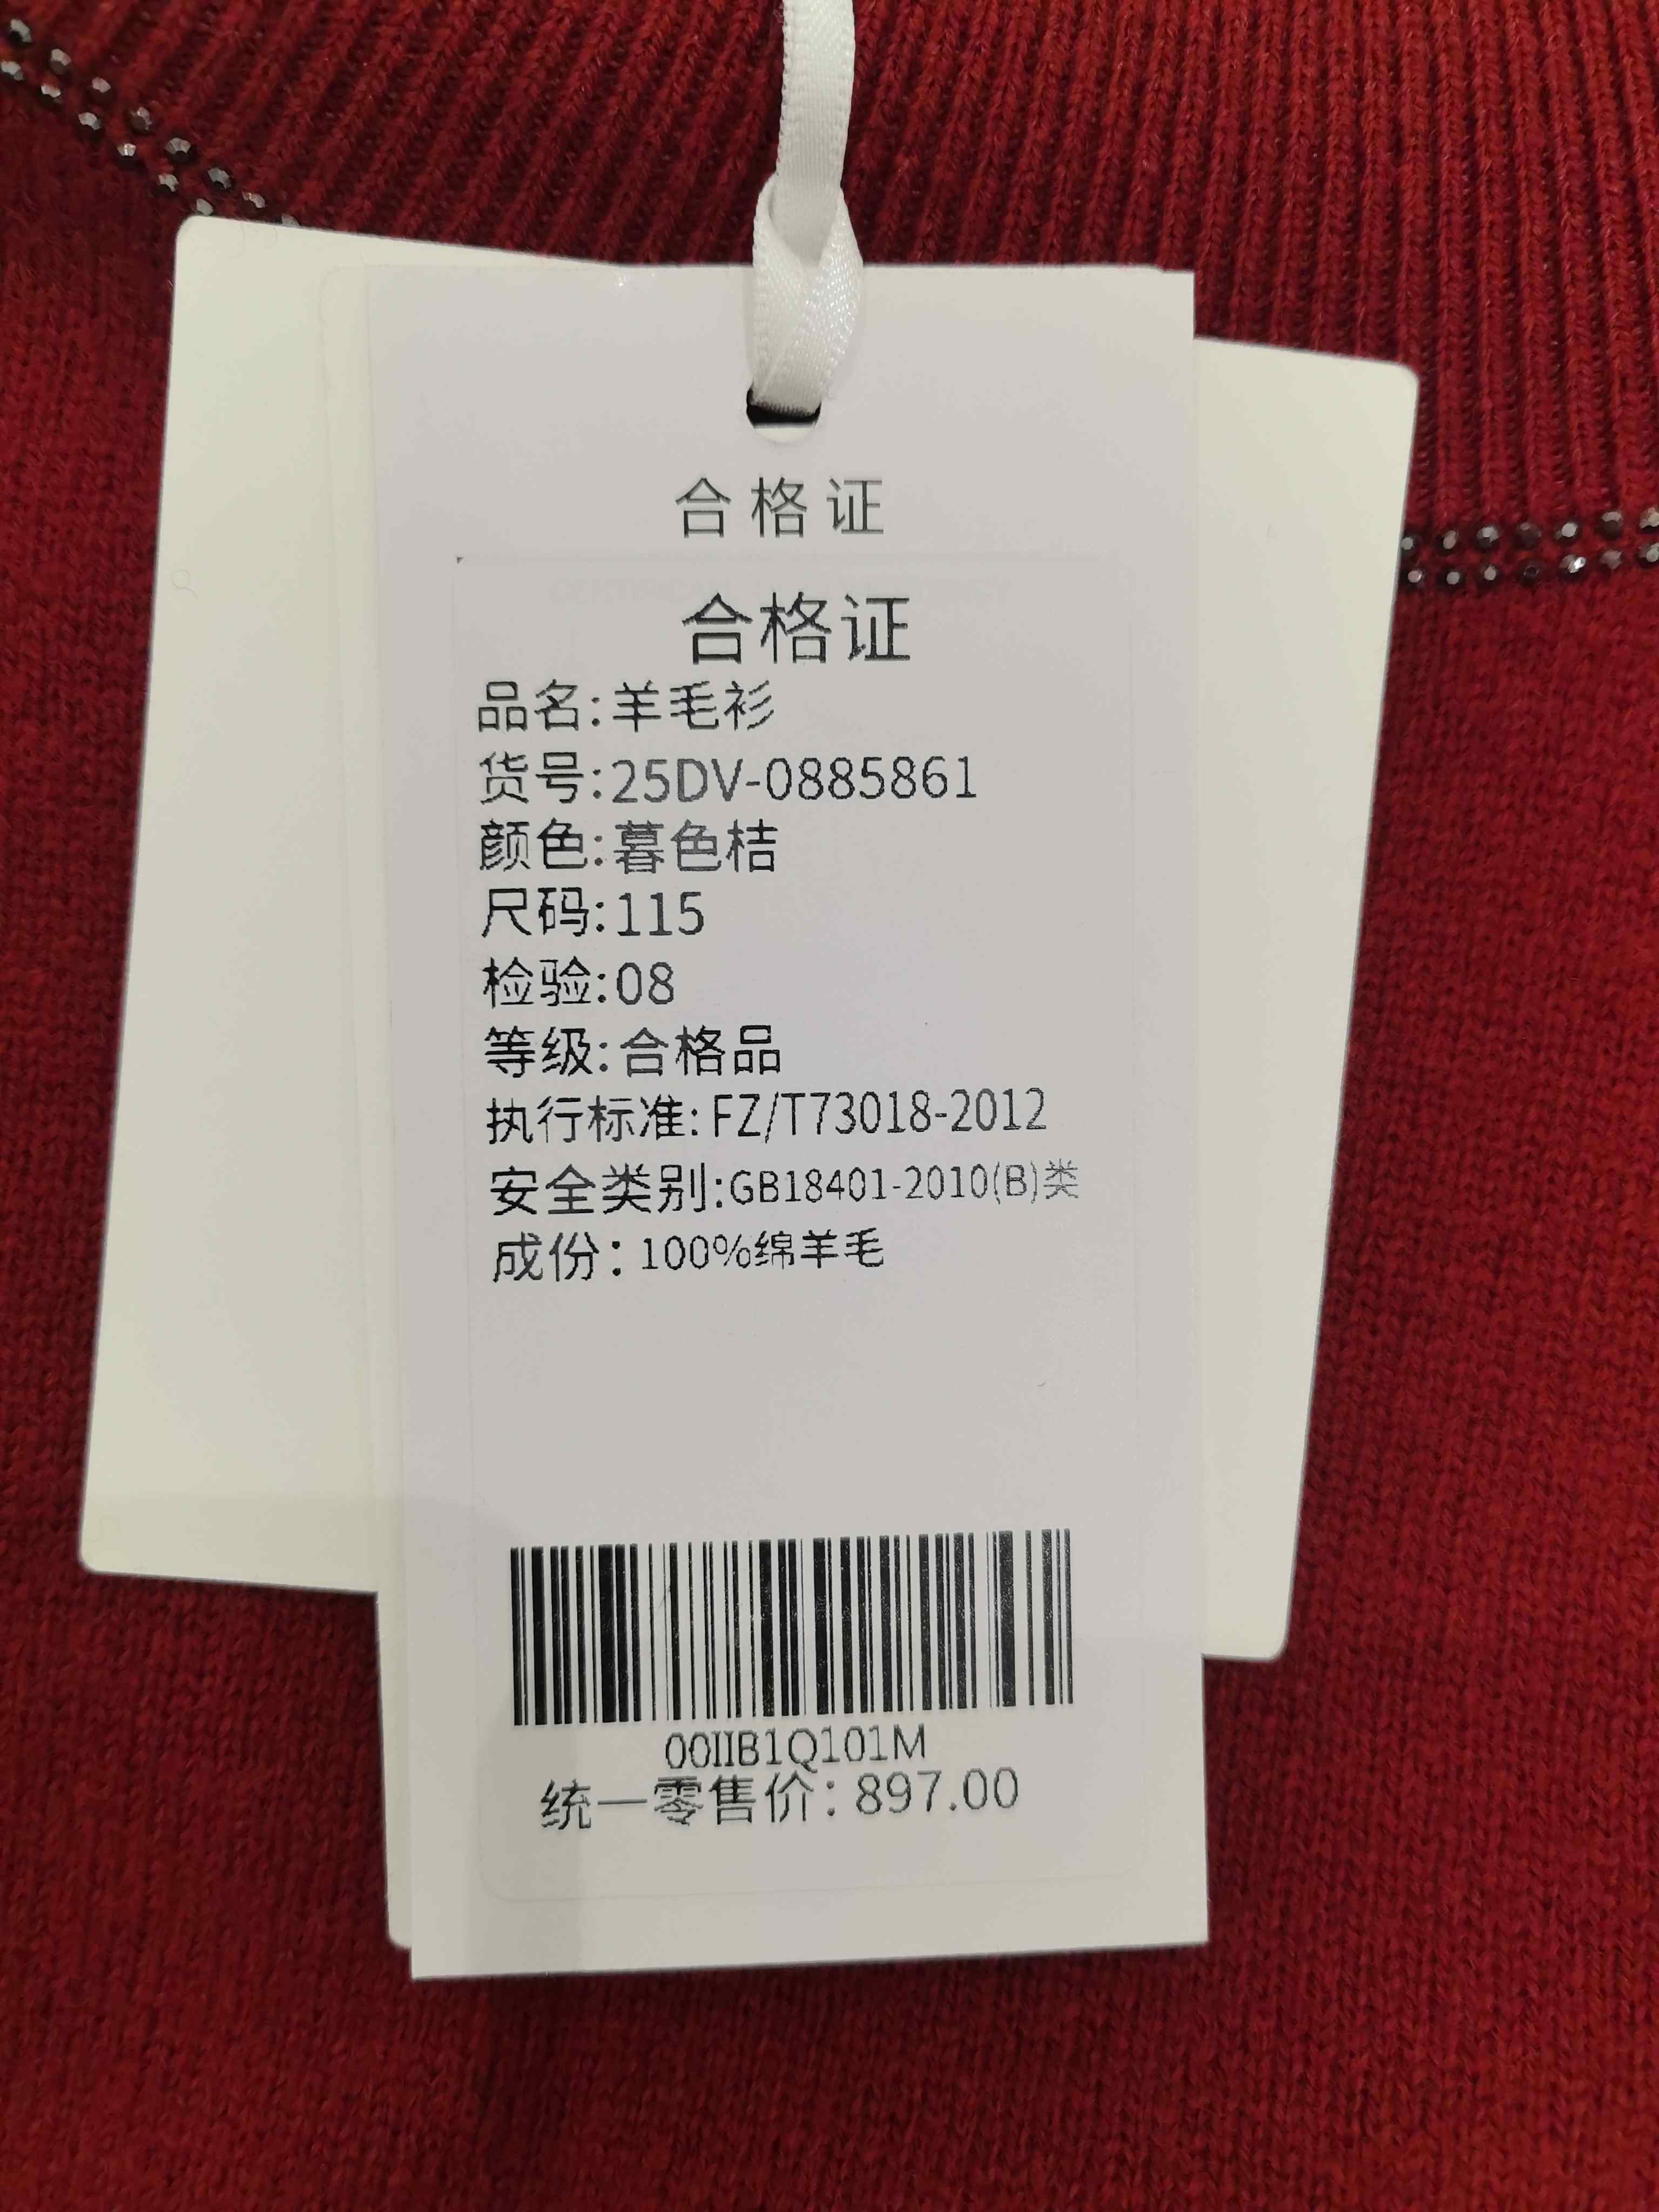 合格证
合格证
品名:羊毛衫
货号:25DV-0885861
颜色:暮色桔
尺码:115
检验:08
等级:合格品
执行标准:FZ/T73018-2012
安全类别:GB18401-2010(B)类
成份：100%绵羊毛
00IIB1Q101M
统一零售价：897.00